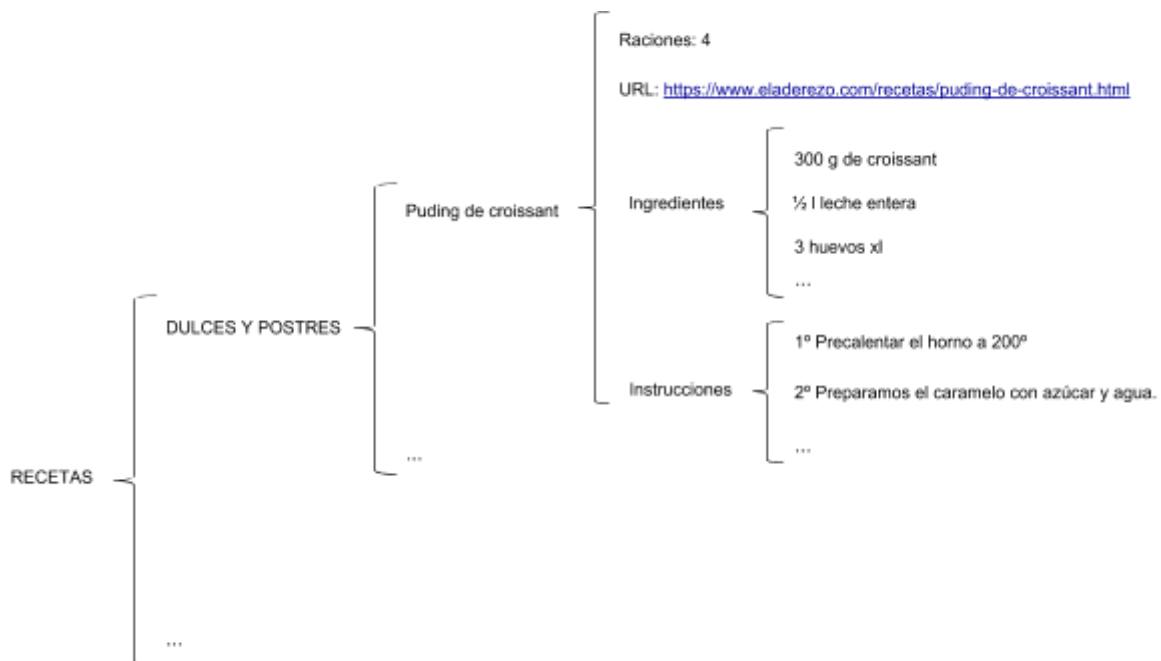 Raciones: 4
URL: https://www.eladerezo.com/recetas/puding-de-croissant.html
300 g de croissant
Puding de croissant
Ingredientes
½ l leche entera
3 huevos xl
...
DULCES Y POSTRES
1º Precalentar el horno a 200º
Instrucciones
2º Preparamos el caramelo con azúcar y agua.
...
...
RECETAS
...